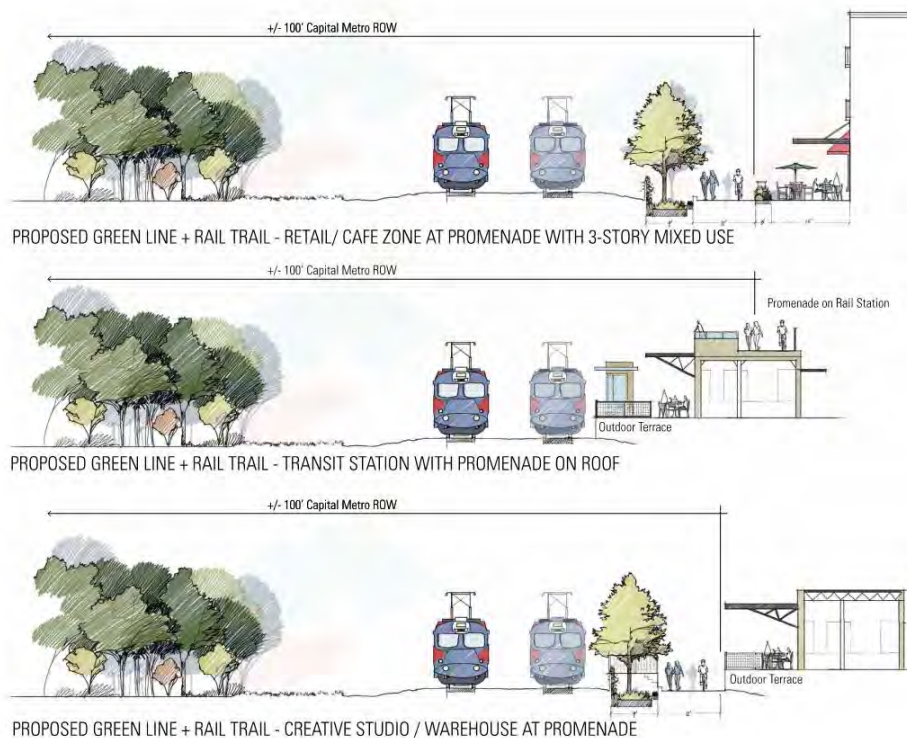 +/- 100' Capital Metro ROW
PROPOSED GREEN LINE + RAIL TRAIL - RETAIL/ CAFE ZONE AT PROMENADE WITH 3-STORY MIXED USE
+/- 100' Capital Metro ROW
Promenade on Rail Station
Outdoor Terrace
PROPOSED GREEN LINE + RAIL TRAIL - TRANSIT STATION WITH PROMENADE ON ROOF
+/- 100' Capital Metro ROW
Outdoor Terrace
PROPOSED GREEN LINE + RAIL TRAIL - CREATIVE STUDIO / WAREHOUSE AT PROMENADE